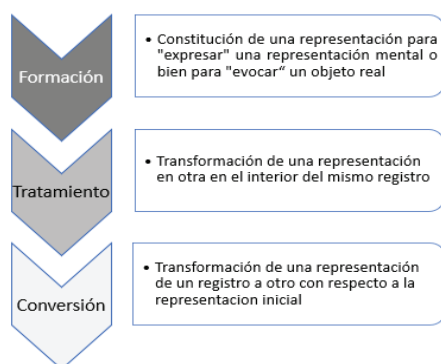 Formación
• Constitución de una representación para
"expresar" una representación mental o
bien para "evocar“ un objeto real
Tratamiento
• Transformación de una representación
en otra en el interior del mismo registro
Conversión
• Transformación de una representación
de un registro a otro con respecto a la
representacion inicial